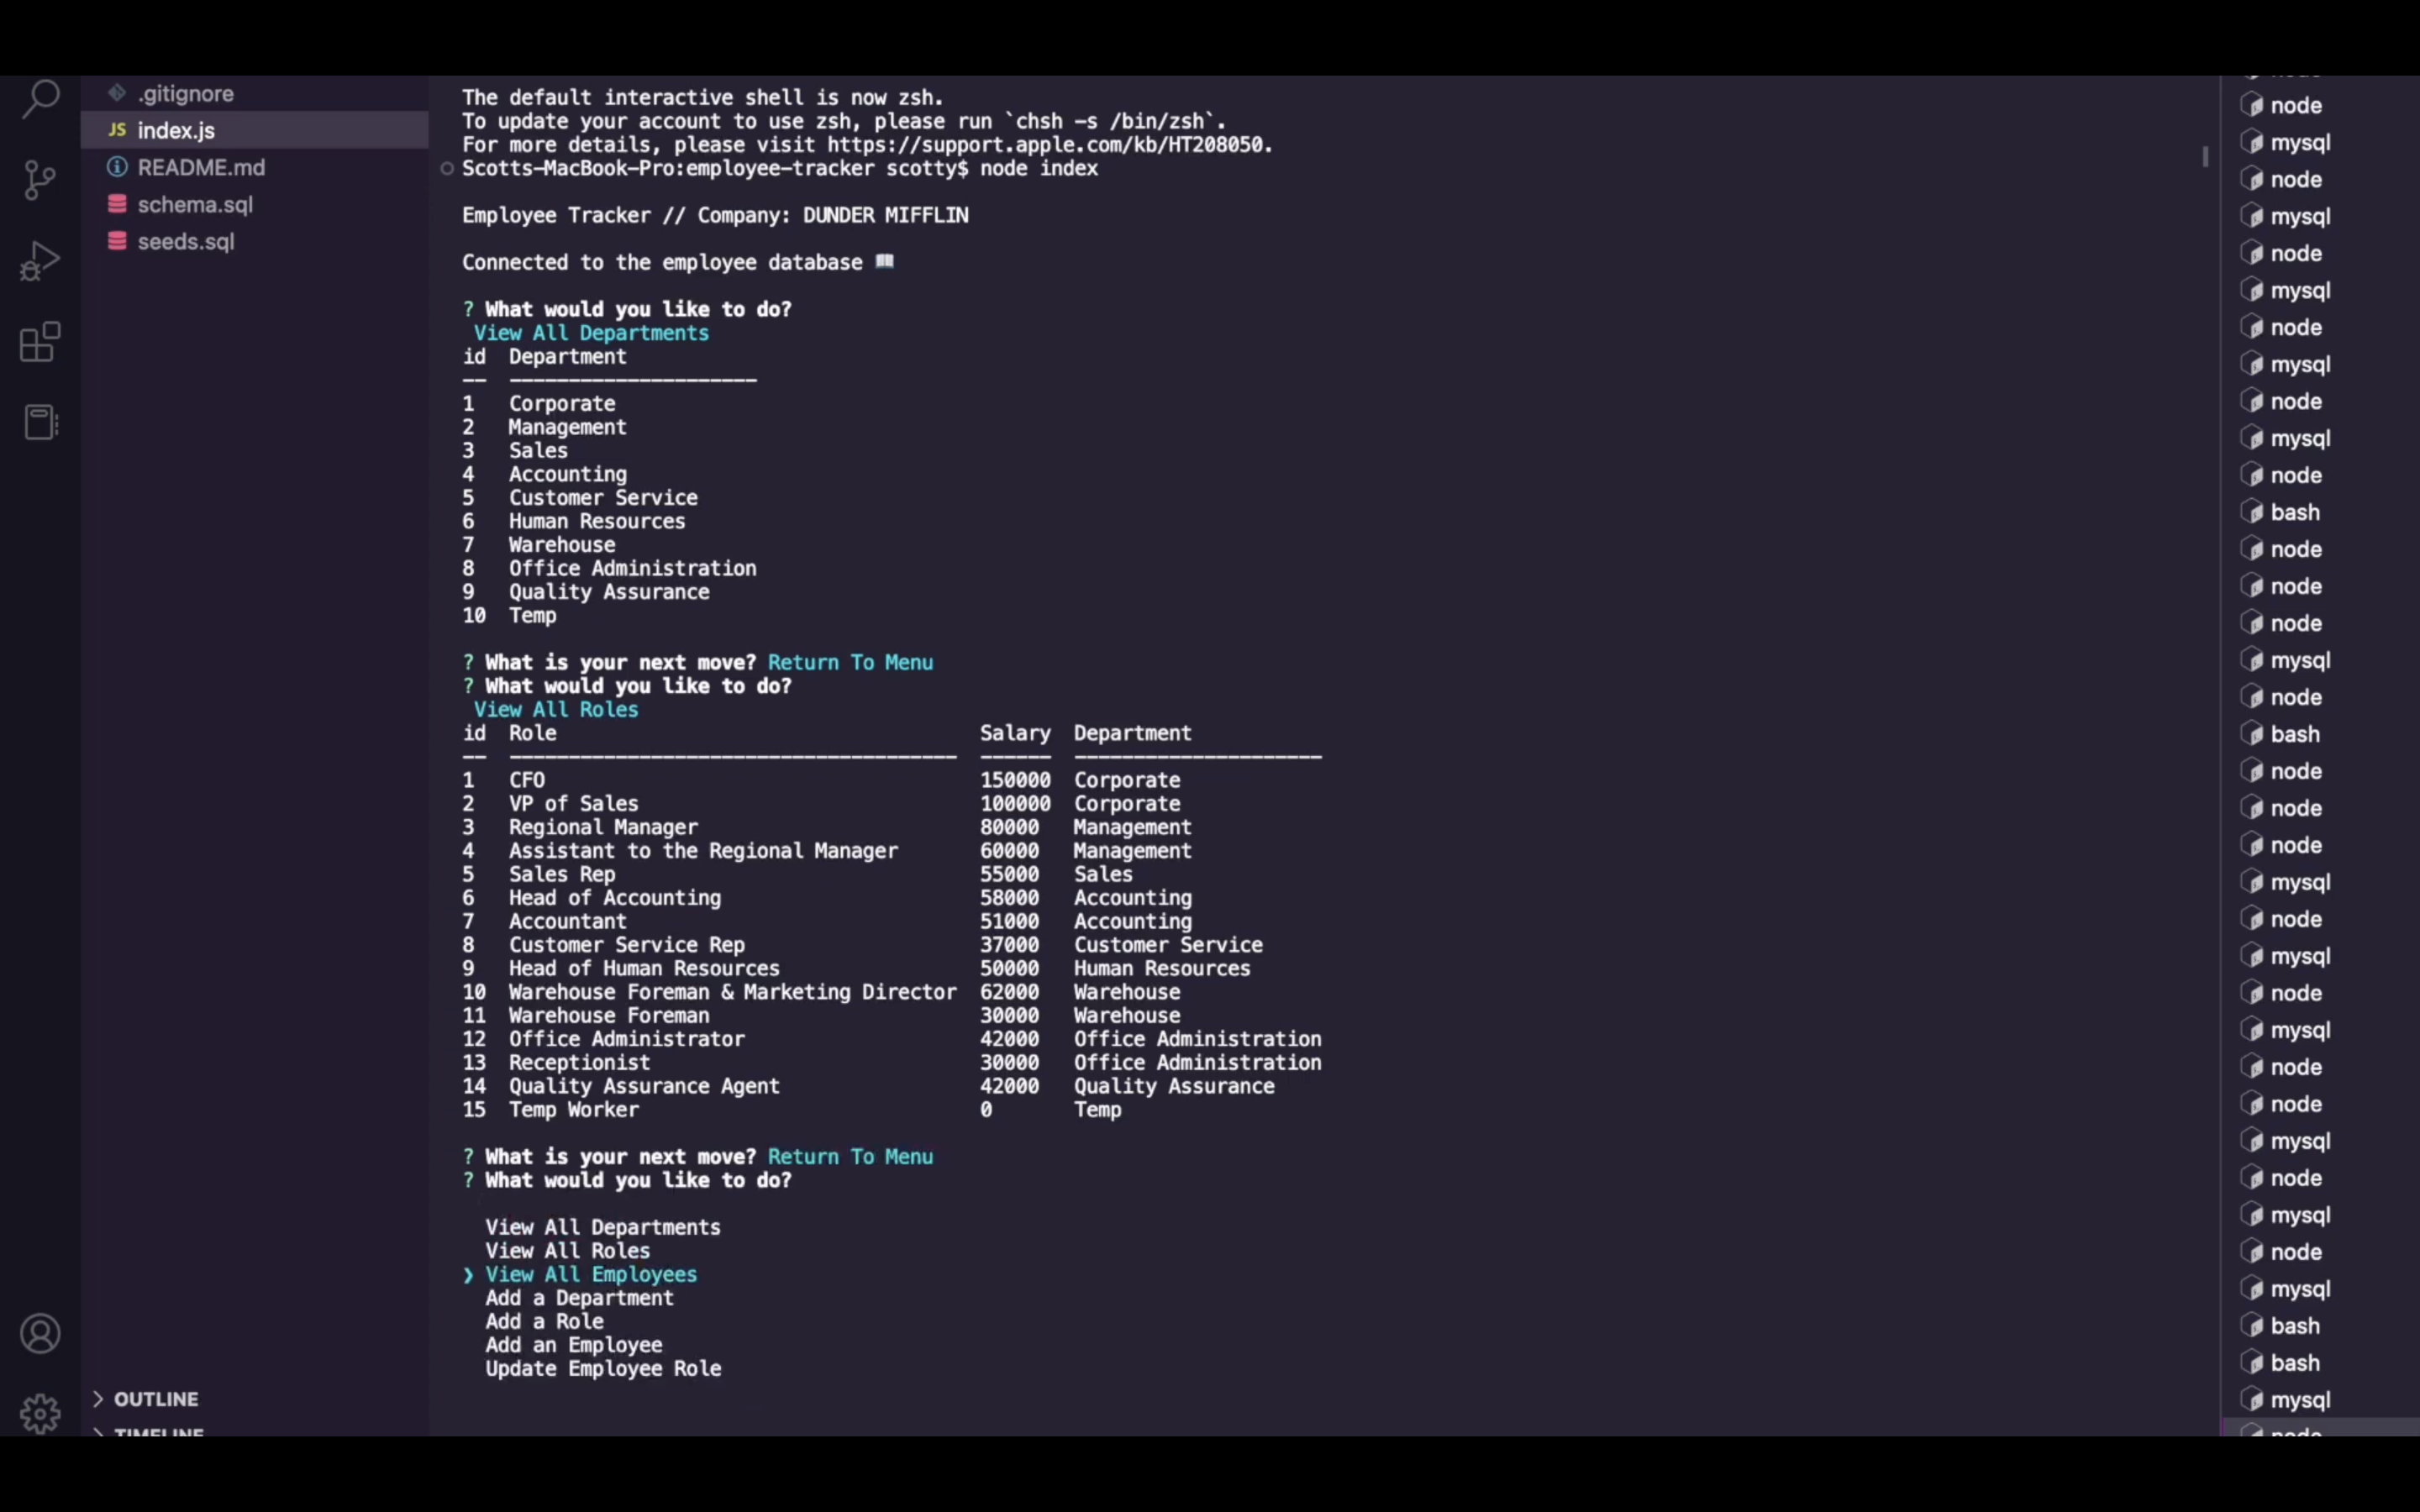 .gitignore
JS index.js
README.md
schema.sql
seeds.sql
OUTLINE
TIMELINE
The default interactive shell is now zsh.
To update your account to use zsh, please run `chsh -s /bin/zsh`.
For more details, please visit https://support.apple.com/kb/HT208050.
Scotts-MacBook-Pro:employee-tracker scotty$ node index
Employee Tracker // Company: DUNDER MIFFLIN
Connected to the employee database
? What would you like to do?
View All Departments
id Department
-- ---------------------
1 Corporate
2 Management
3 Sales
4 Accounting
5 Customer Service
6 Human Resources
7 Warehouse
8 Office Administration
9 Quality Assurance
10 Temp
? What is your next move? Return To Menu
? What would you like to do?
View All Roles
id Role Salary Department
-- -------------------------------------- ------ ---------------------
1 CFO 150000 Corporate
2 VP of Sales 100000 Corporate
3 Regional Manager 80000 Management
4 Assistant to the Regional Manager 60000 Management
5 Sales Rep 55000 Sales
6 Head of Accounting 58000 Accounting
7 Accountant 51000 Accounting
8 Customer Service Rep 37000 Customer Service
9 Head of Human Resources 50000 Human Resources
10 Warehouse Foreman & Marketing Director 62000 Warehouse
11 Warehouse Foreman 30000 Warehouse
12 Office Administrator 42000 Office Administration
13 Receptionist 30000 Office Administration
14 Quality Assurance Agent 42000 Quality Assurance
15 Temp Worker 0 Temp
? What is your next move? Return To Menu
? What would you like to do?
View All Departments
View All Roles
❯ View All Employees
Add a Department
Add a Role
Add an Employee
Update Employee Role
node
node
mysql
node
mysql
node
mysql
node
mysql
node
mysql
node
bash
node
node
node
mysql
node
bash
node
node
node
mysql
node
mysql
node
mysql
node
node
mysql
node
mysql
node
mysql
bash
bash
mysql
node